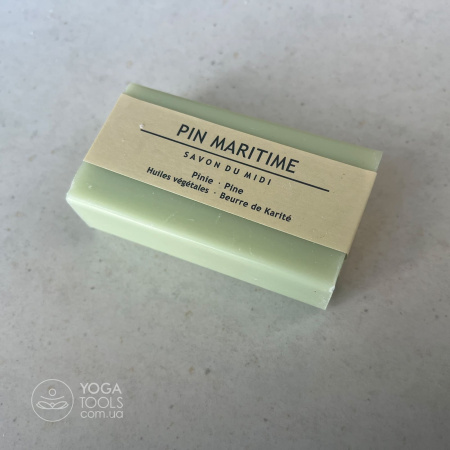 PIN MARITIME
SAVON DU MIDI
Pinie · Pine
Huiles végétales · Beurre de Karité
YOGA
TOOLS
com.ua